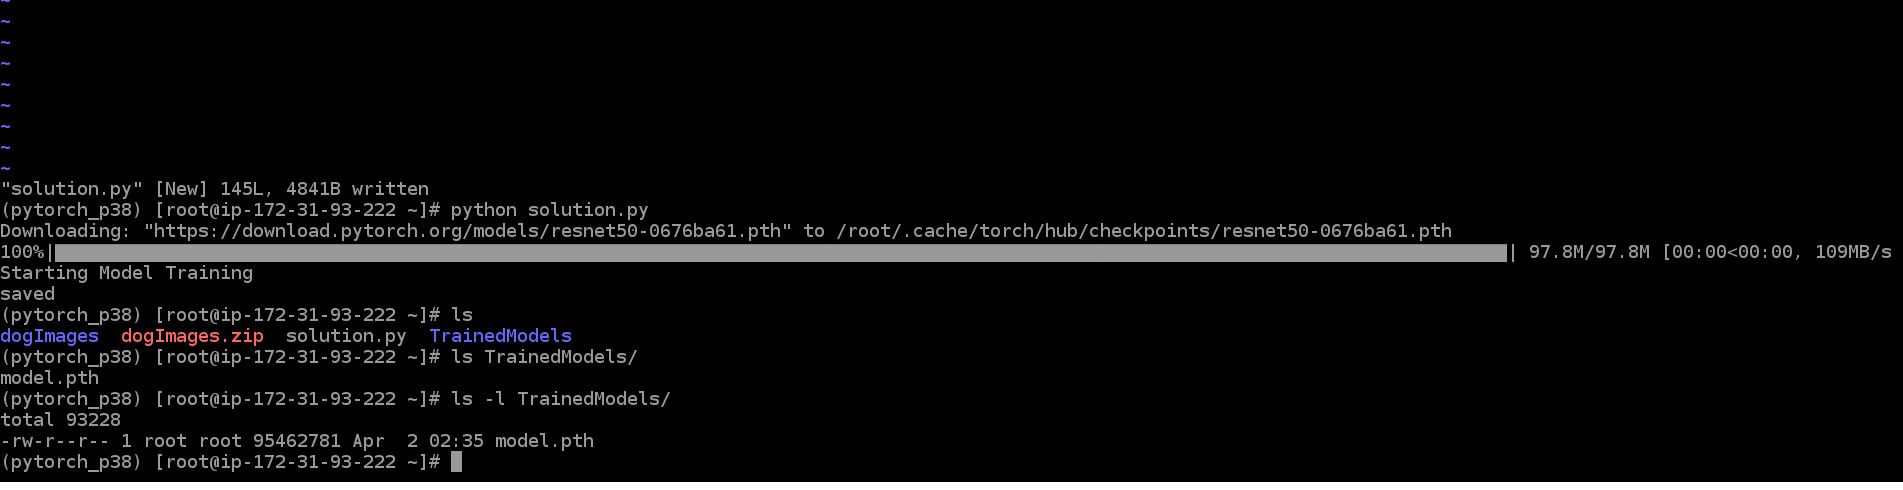 ~
~
~
~
~
~
~
~
~
"solution.py" [New] 145L, 4841B written
(pytorch_p38) [root@ip-172-31-93-222 ~]# python solution.py
Downloading: "https://download.pytorch.org/models/resnet50-0676ba61.pth" to /root/.cache/torch/hub/checkpoints/resnet50-0676ba61.pth
100%| | 97.8M/97.8M [00:00<00:00, 109MB/s
Starting Model Training
saved
(pytorch_p38) [root@ip-172-31-93-222 ~]# ls
dogImages  dogImages.zip  solution.py  TrainedModels
(pytorch_p38) [root@ip-172-31-93-222 ~]# ls TrainedModels/
model.pth
(pytorch_p38) [root@ip-172-31-93-222 ~]# ls -l TrainedModels/
total 93228
-rw-r--r-- 1 root root 95462781 Apr  2 02:35 model.pth
(pytorch_p38) [root@ip-172-31-93-222 ~]#